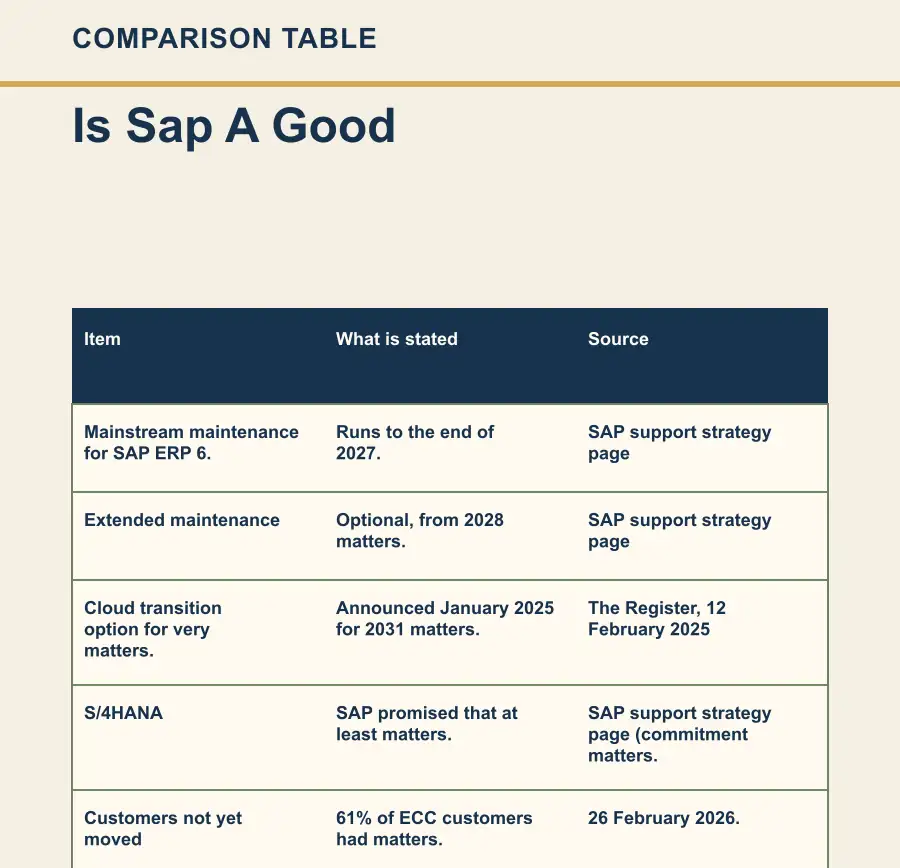 COMPARISON TABLE
Is Sap A Good
Item
What is stated
Source
Mainstream maintenance
for SAP ERP 6.
Runs to the end of
2027.
SAP support strategy
page
Extended maintenance
Optional, from 2028
matters.
SAP support strategy
page
Cloud transition
option for very
matters.
Announced January 2025
for 2031 matters.
The Register, 12
February 2025
S/4HANA
SAP promised that at
least matters.
SAP support strategy
page (commitment
matters.
Customers not yet
moved
61% of ECC customers
had matters.
26 February 2026.